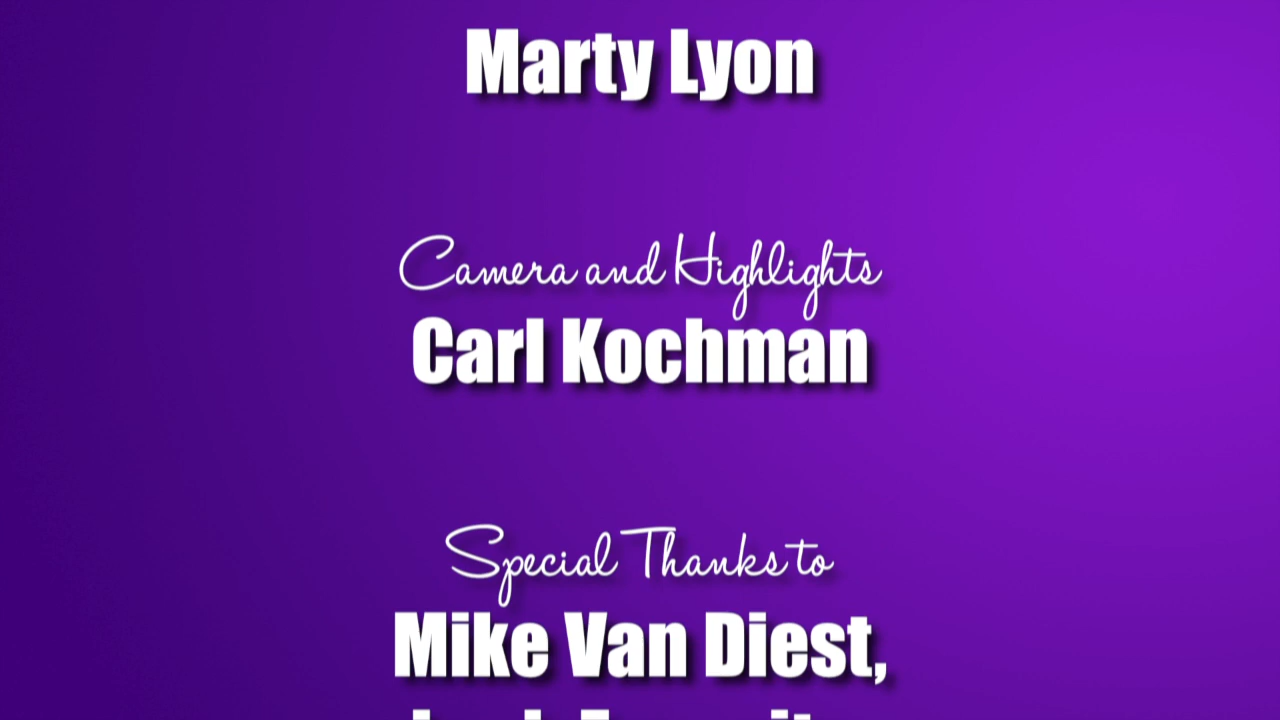 Marty Lyon
Camera and Highlights
Carl Kochman
Special Thanks to
Mike Van Diest,